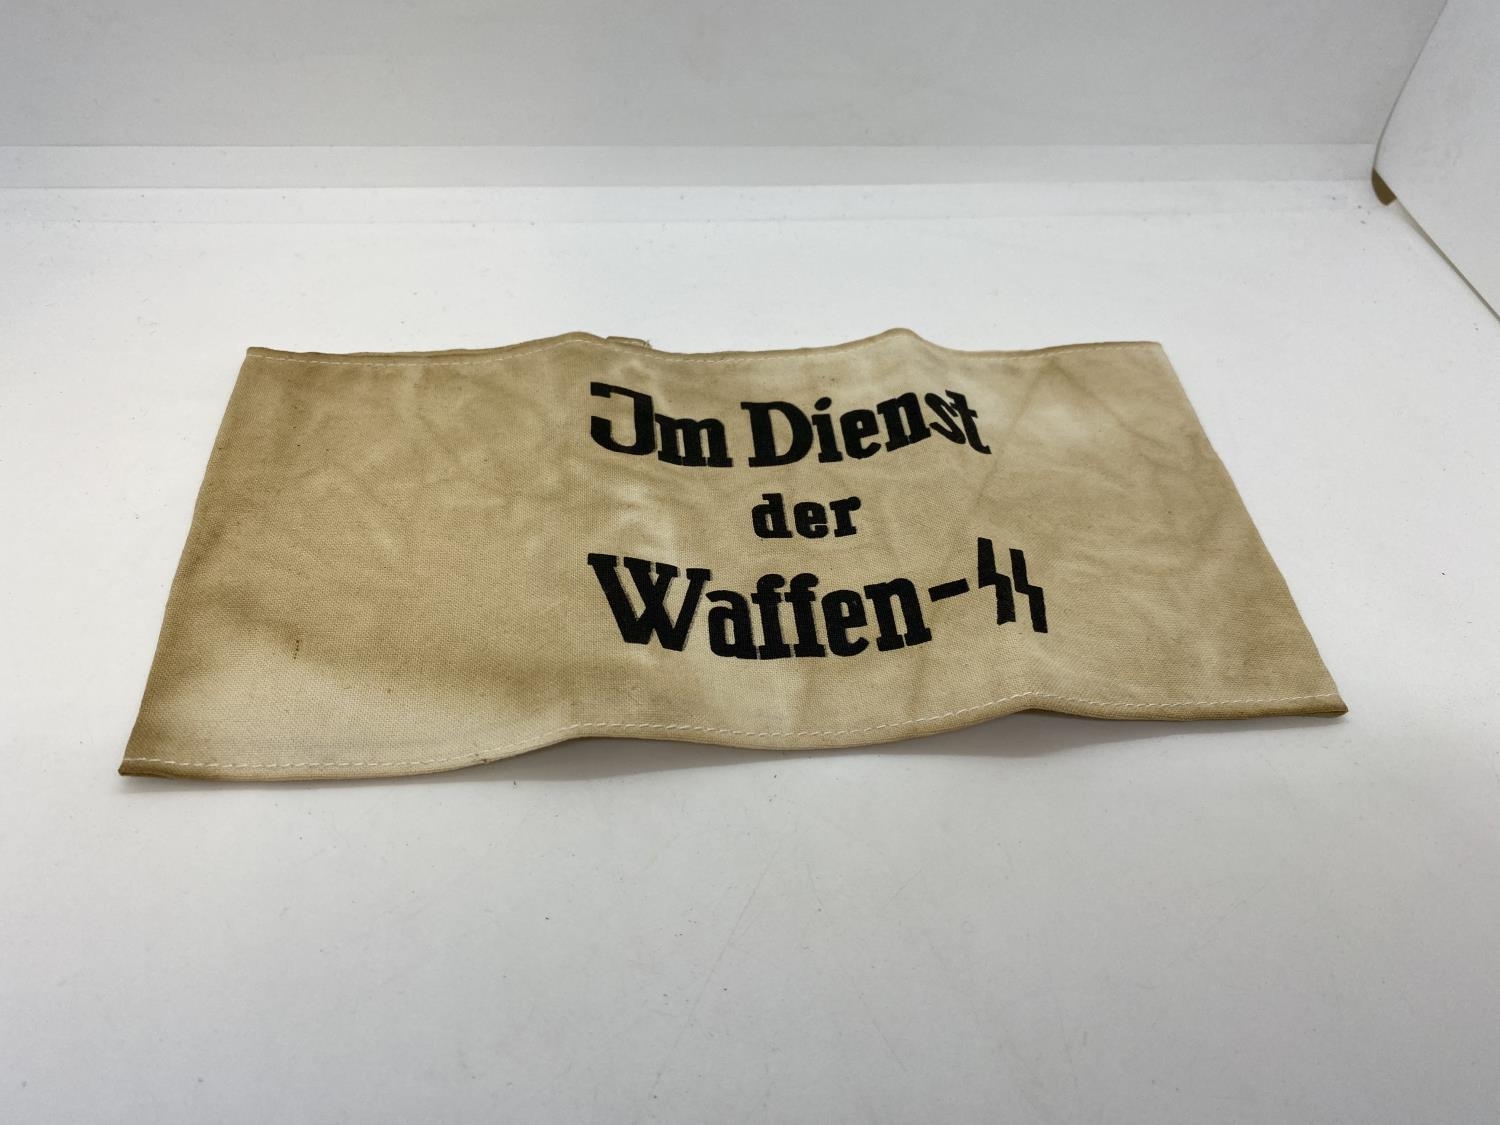 Im Dienst
der
Waffen-ᛋᛋ